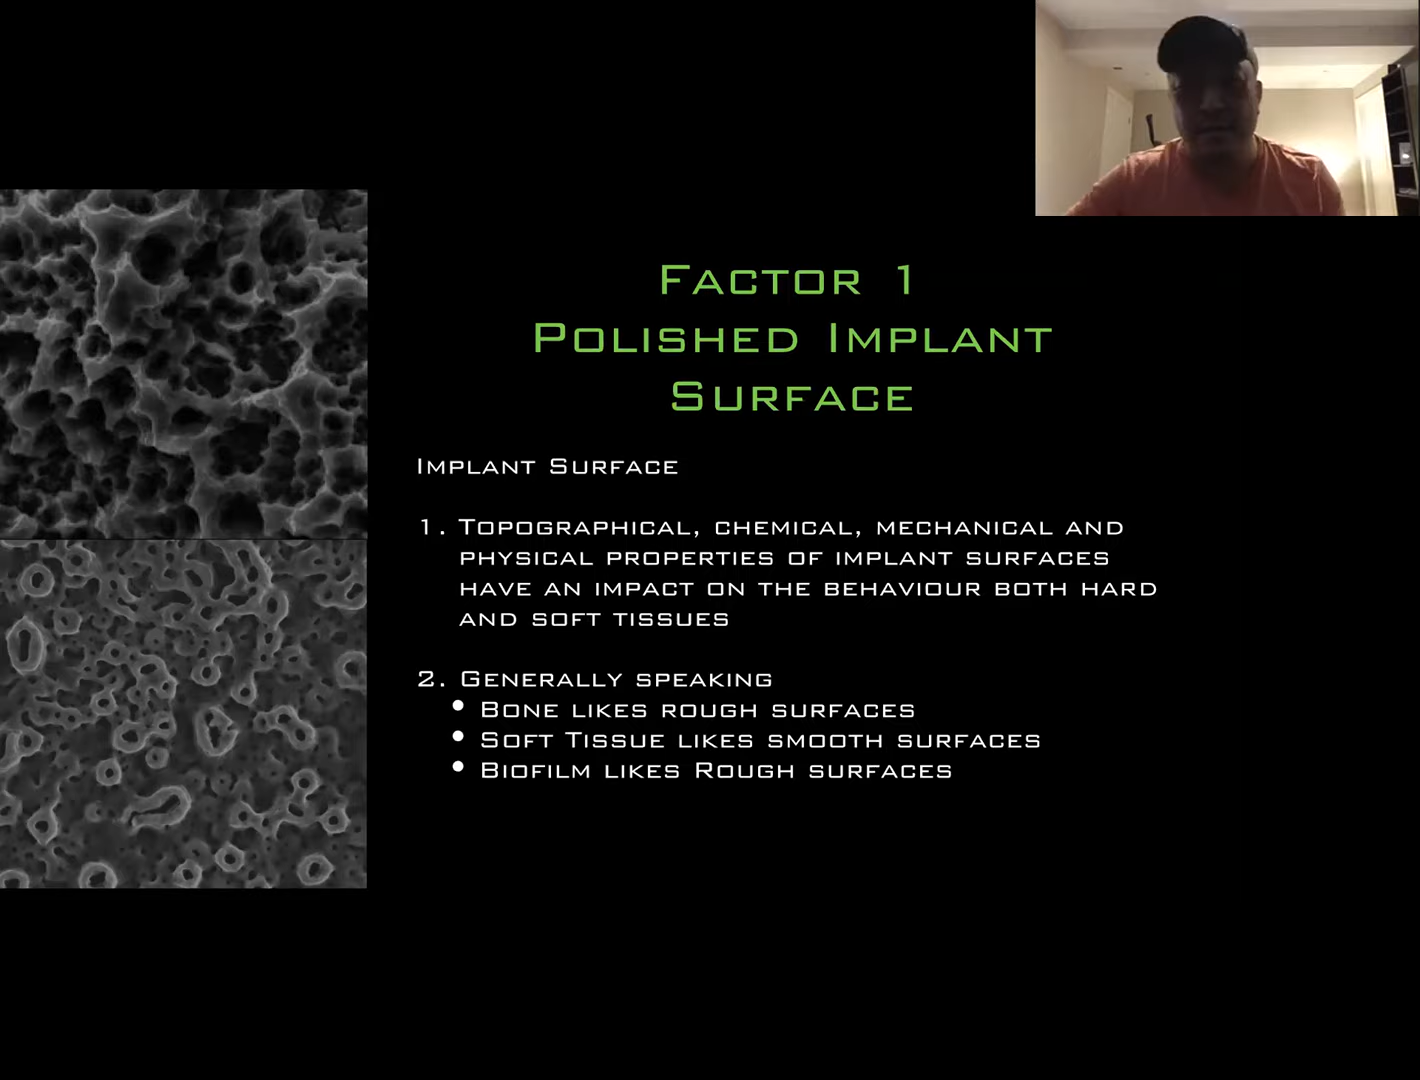 Factor 1
Polished Implant
Surface
Implant Surface
1. Topographical, chemical, mechanical and
physical properties of implant surfaces
have an impact on the behaviour both hard
and soft tissues
2. Generally speaking
• Bone likes rough surfaces
• Soft Tissue likes smooth surfaces
• Biofilm likes Rough surfaces